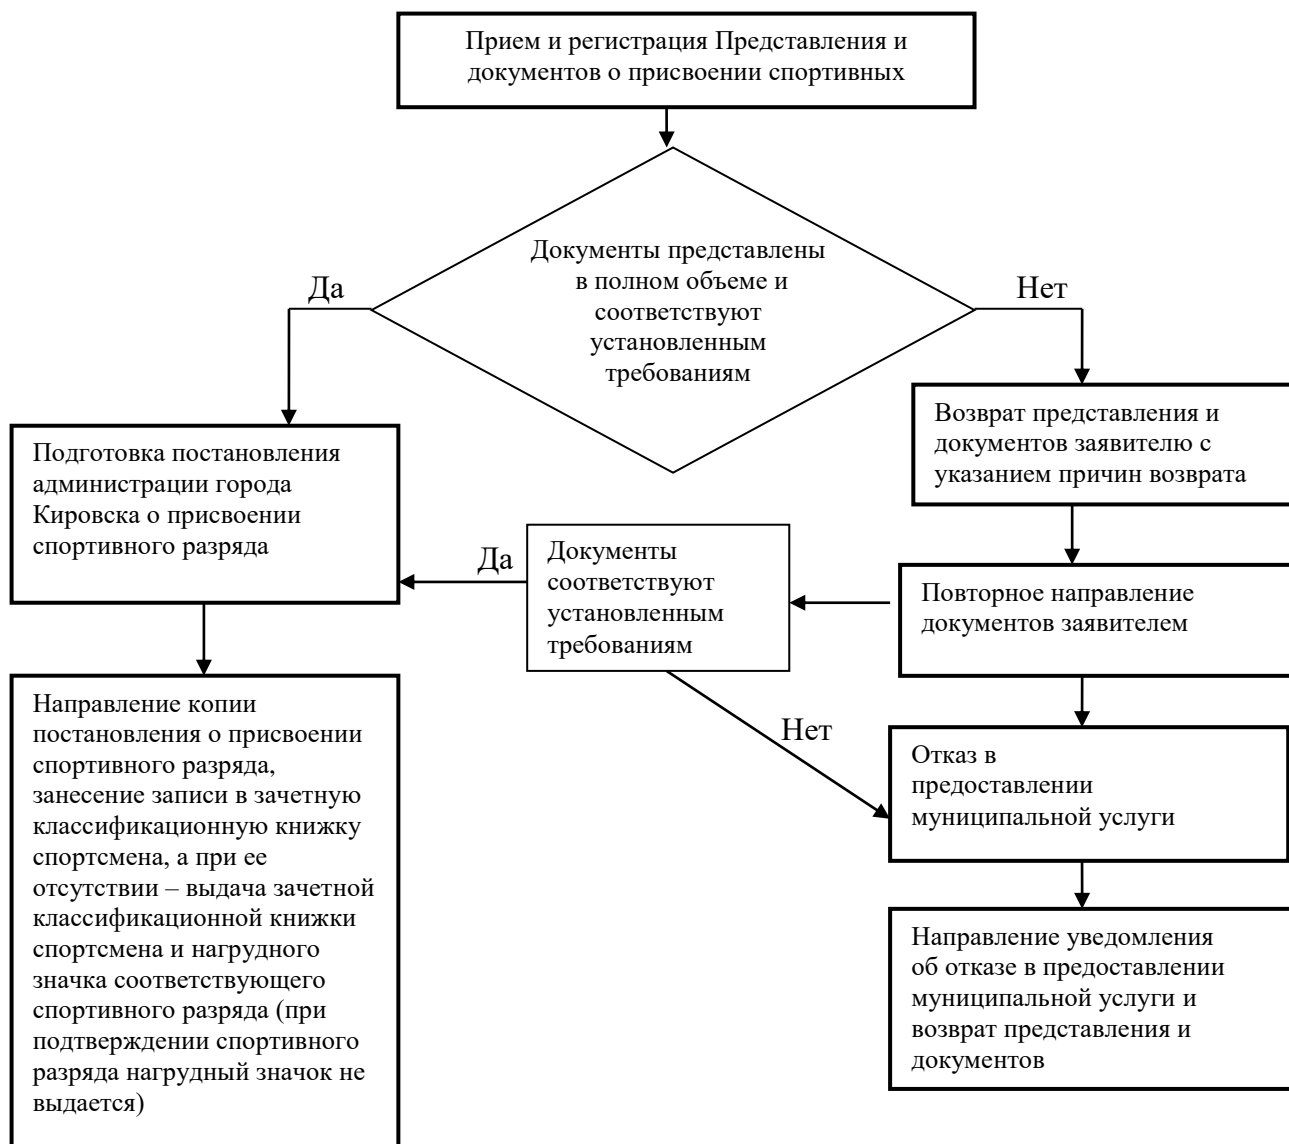 Прием и регистрация Представления и
документов о присвоении спортивных
Документы представлены
в полном объеме и
соответствуют
установленным
требованиям
Да
Нет
Возврат представления и
документов заявителю с
указанием причин возврата
Подготовка постановления
администрации города
Кировска о присвоении
спортивного разряда
Да
Документы
соответствуют
установленным
требованиям
Повторное направление
документов заявителем
Нет
Направление копии
постановления о присвоении
спортивного разряда,
занесение записи в зачетную
классификационную книжку
спортсмена, а при ее
отсутствии – выдача зачетной
классификационной книжки
спортсмена и нагрудного
значка соответствующего
спортивного разряда (при
подтверждении спортивного
разряда нагрудный значок не
выдается)
Отказ в
предоставлении
муниципальной услуги
Направление уведомления
об отказе в предоставлении
муниципальной услуги и
возврат представления и
документов